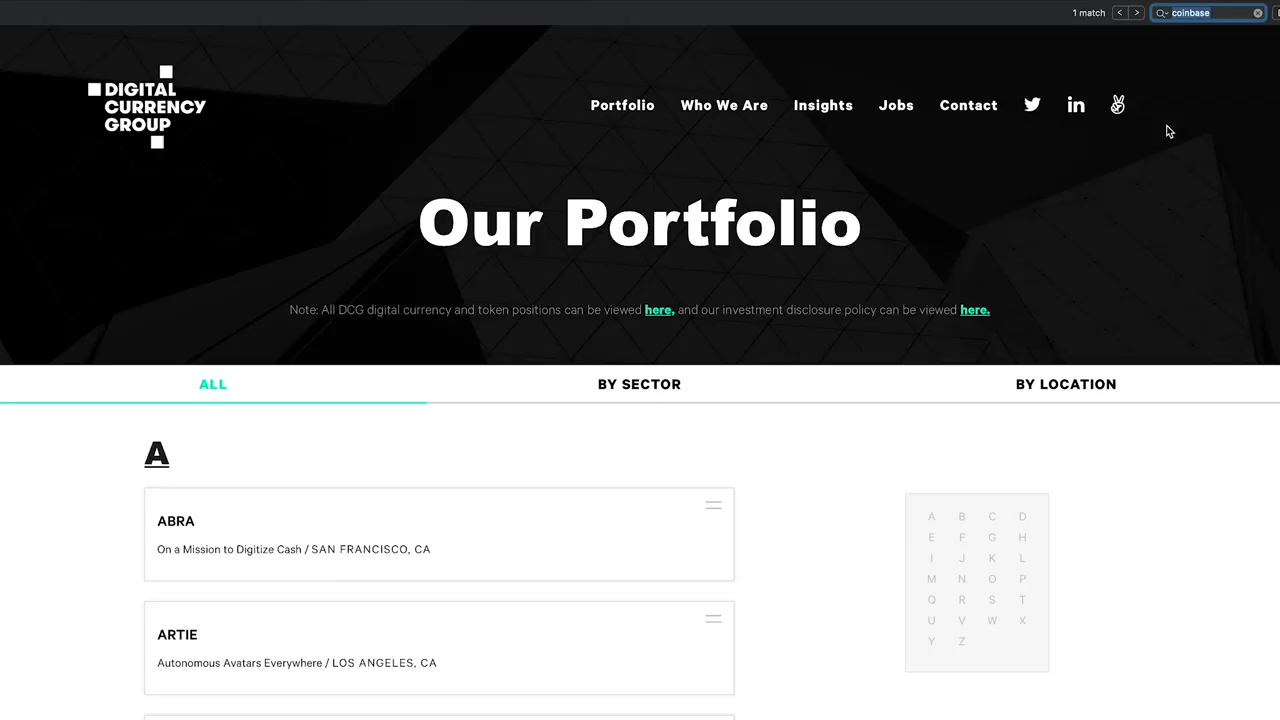 1 match
coinbase
DIGITAL
CURRENCY
GROUP
Portfolio Who We Are Insights Jobs Contact
Our Portfolio
Note: All DCG digital currency and token positions can be viewed here, and our investment disclosure policy can be viewed here.
ALL BY SECTOR BY LOCATION
A
ABRA
On a Mission to Digitize Cash / SAN FRANCISCO, CA
ARTIE
Autonomous Avatars Everywhere / LOS ANGELES, CA
A B C D
E F G H
I J K L
M N O P
Q R S T
U V W X
Y Z